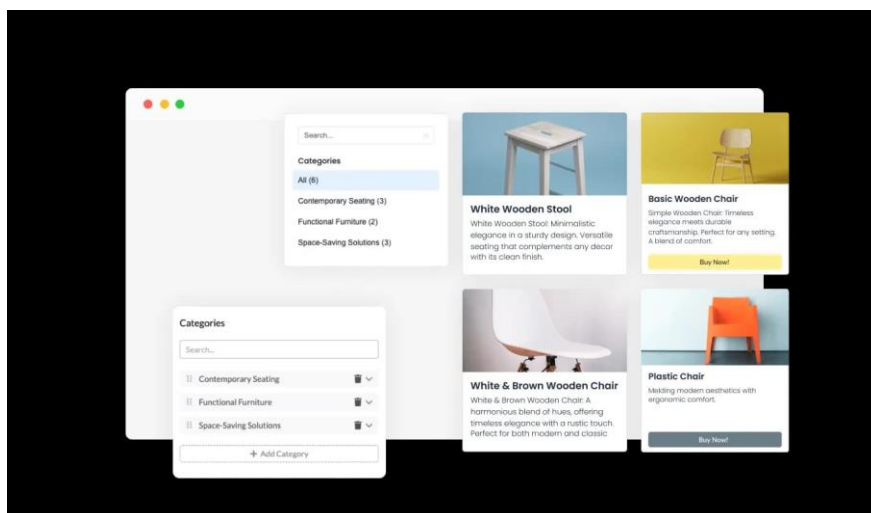 Search...
Categories
All (6)
Contemporary Seating (3)
Functional Furniture (2)
Space-Saving Solutions (3)
White Wooden Stool
White Wooden Stool: Minimalistic
elegance in a sturdy design. Versatile
seating that complements any decor
with its clean finish.
Basic Wooden Chair
Simple Wooden Chair: Timeless
elegance meets durable
craftsmanship. Perfect for any setting.
A blend of comfort.
Buy Now!
Categories
Search...
Contemporary Seating
Functional Furniture
Space-Saving Solutions
+ Add Category
White & Brown Wooden Chair
White & Brown Wooden Chair: A
harmonious blend of hues, offering
timeless elegance with a rustic touch.
Perfect for both modern and classic
Plastic Chair
Melding modern aesthetics with
ergonomic comfort.
Buy Now!